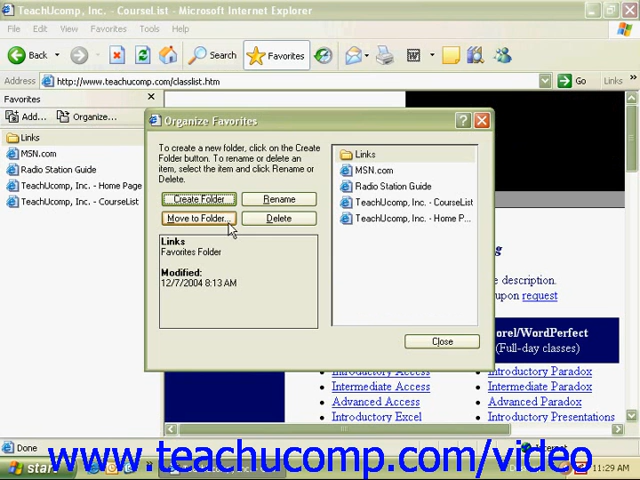 TeachUcomp, Inc. - CourseList - Microsoft Internet Explorer
File Edit View Favorites Tools Help
Back Search Favorites
Address http://www.teachucomp.com/classlist.htm Go Links »
Favorites
Add... Organize...
Links
MSN.com
Radio Station Guide
TeachUcomp, Inc. - Home Page
TeachUcomp, Inc. - CourseList
Organize Favorites
To create a new folder, click on the Create
Folder button. To rename or delete an
item, select the item and click Rename or
Delete.
Create Folder Rename
Move to Folder... Delete
Links
Favorites Folder
Modified:
12/7/2004 8:13 AM
Links
MSN.com
Radio Station Guide
TeachUcomp, Inc. - CourseList
TeachUcomp, Inc. - Home P...
Close
e description.
upon request
orel/WordPerfect
(Full-day classes)
Introductory Access
Intermediate Access
Advanced Access
Introductory Excel
Introductory Paradox
Intermediate Paradox
Advanced Paradox
Introductory Presentations
Done
start
11:29 AM
www.teachucomp.com/video